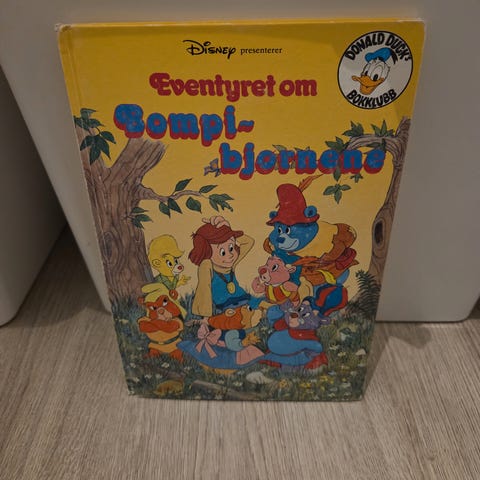 Disney presenterer
DONALD DUCK's
BOKKLUBB
Eventyret om
Bompi-
bjørnene